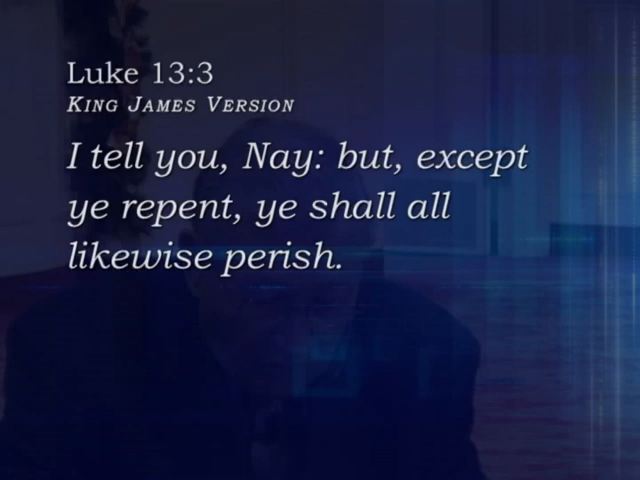 Luke 13:3
King James Version
I tell you, Nay: but, except
ye repent, ye shall all
likewise perish.